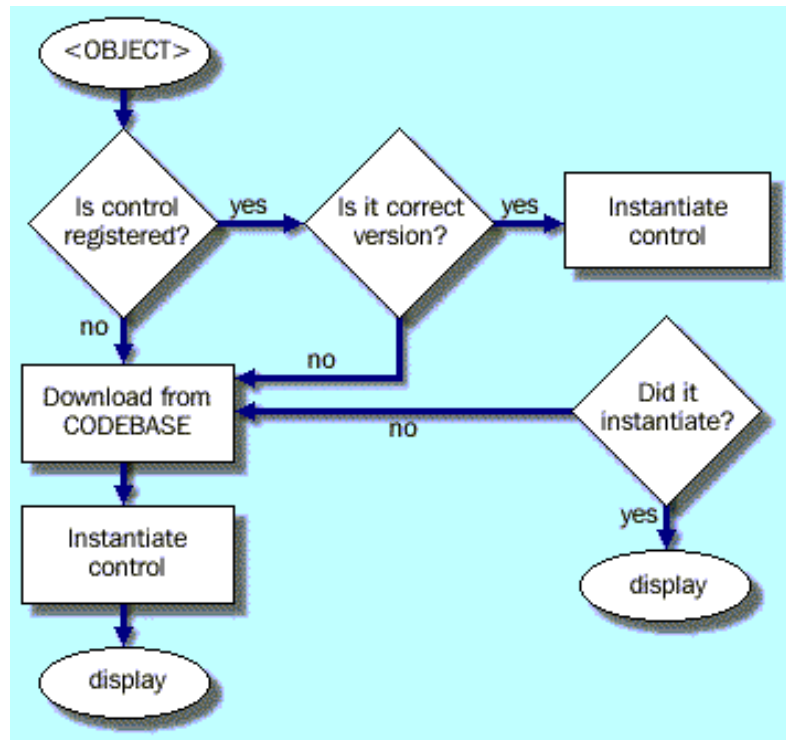 <OBJECT>
Is control
registered?
yes
Is it correct
version?
yes
Instantiate
control
no
no
Download from
CODEBASE
Did it
instantiate?
no
yes
Instantiate
control
display
display